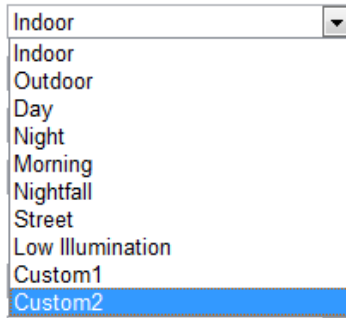 Indoor
Indoor
Outdoor
Day
Night
Morning
Nightfall
Street
Low Illumination
Custom1
Custom2